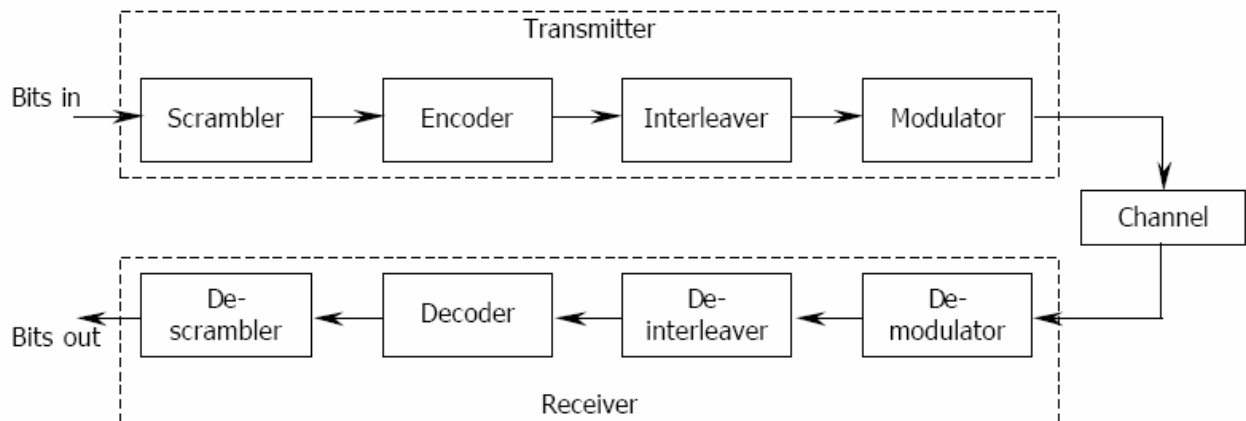 Transmitter
Bits in
Scrambler
Encoder
Interleaver
Modulator
Channel
De-
scrambler
Decoder
De-
interleaver
De-
modulator
Bits out
Receiver